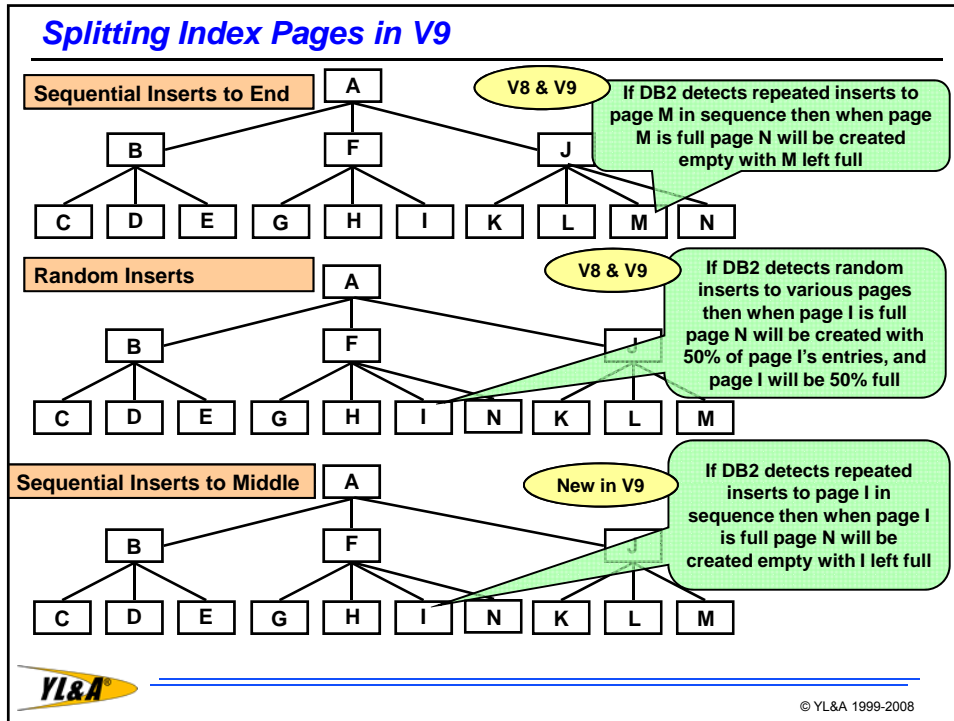 Splitting Index Pages in V9
Sequential Inserts to End
A
V8 & V9
If DB2 detects repeated inserts to
page M in sequence then when page
M is full page N will be created
empty with M left full
B
F
J
C
D
E
G
H
I
K
L
M
N
Random Inserts
A
V8 & V9
If DB2 detects random
inserts to various pages
then when page I is full
page N will be created with
50% of page I's entries, and
page I will be 50% full
B
F
J
C
D
E
G
H
I
N
K
L
M
Sequential Inserts to Middle
A
New in V9
If DB2 detects repeated
inserts to page I in
sequence then when page I
is full page N will be
created empty with I left full
B
F
J
C
D
E
G
H
I
N
K
L
M
YL&A®
© YL&A 1999-2008